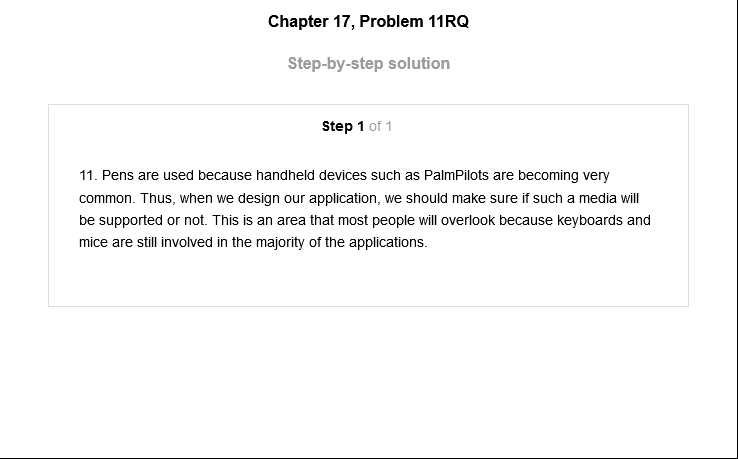 Chapter 17, Problem 11RQ
Step-by-step solution
Step 1 of 1
11. Pens are used because handheld devices such as PalmPilots are becoming very
common. Thus, when we design our application, we should make sure if such a media will
be supported or not. This is an area that most people will overlook because keyboards and
mice are still involved in the majority of the applications.